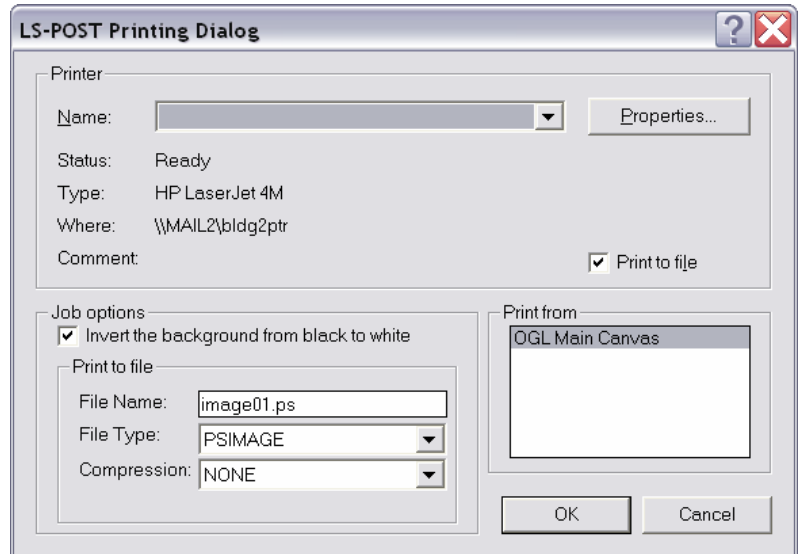 LS-POST Printing Dialog
Printer
Name:
Properties...
Status: Ready
Type: HP LaserJet 4M
Where: \\MAIL2\bldg2ptr
Comment:
Print to file
Job options
Invert the background from black to white
Print to file
File Name: image01.ps
File Type: PSIMAGE
Compression: NONE
Print from
OGL Main Canvas
OK Cancel